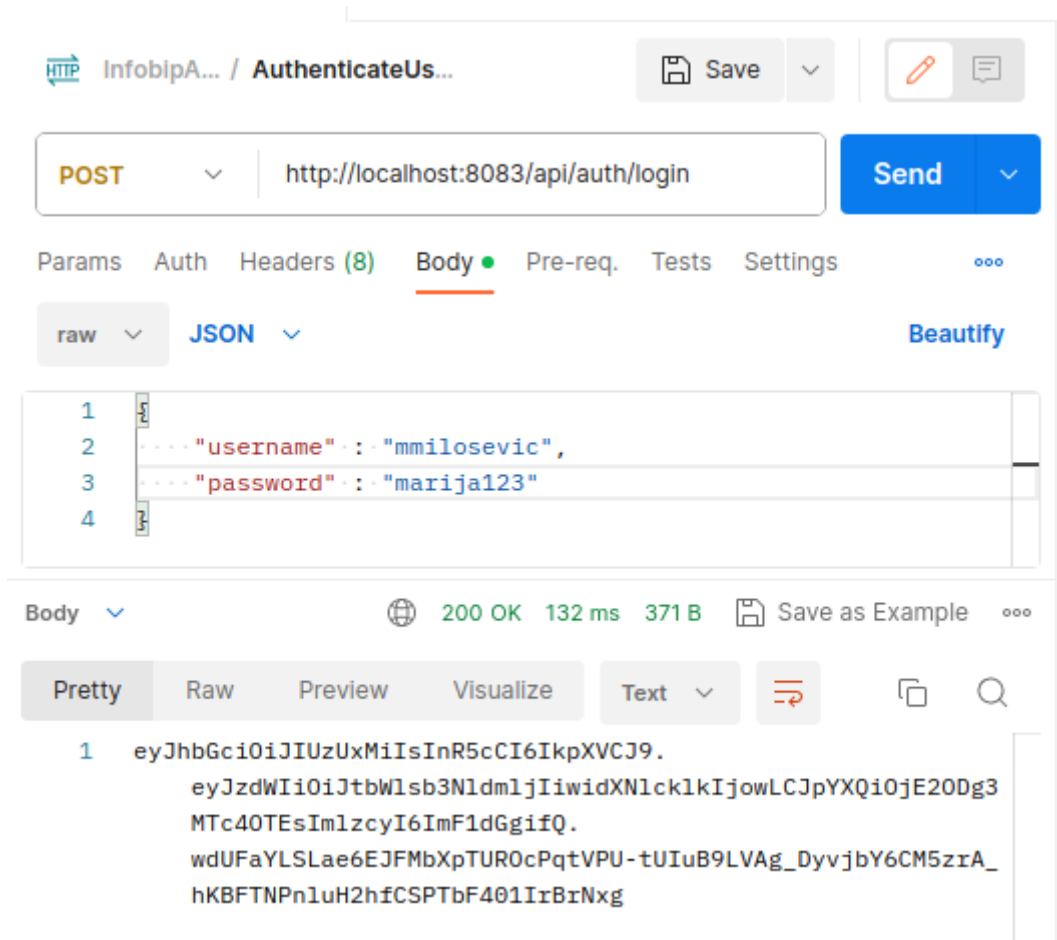 HTTP InfobipA... / AuthenticateUs... Save
POST http://localhost:8083/api/auth/login Send
Params Auth Headers (8) Body Pre-req. Tests Settings
raw JSON Beautify
1 {
2 "username" : "mmilosevic",
3 "password" : "marija123"
4 }
Body 200 OK 132 ms 371 B Save as Example
Pretty Raw Preview Visualize Text
1 eyJhbGciOiJIUzUxMiIsInR5cCI6IkpXVCJ9.
eyJzdWIiOiJtbWlsb3NldmljIiwidXNlcklkIjowLCJpYXQiOjE2ODg3
MTc4OTEsImlzcyI6ImF1dGgifQ.
wdUFaYLSLae6EJFMbXpTUROcPqtVPU-tUIuB9LVAg_DyvjbY6CM5zrA_
hKBFTNPnluH2hfCSPTbF401IrBrNxg